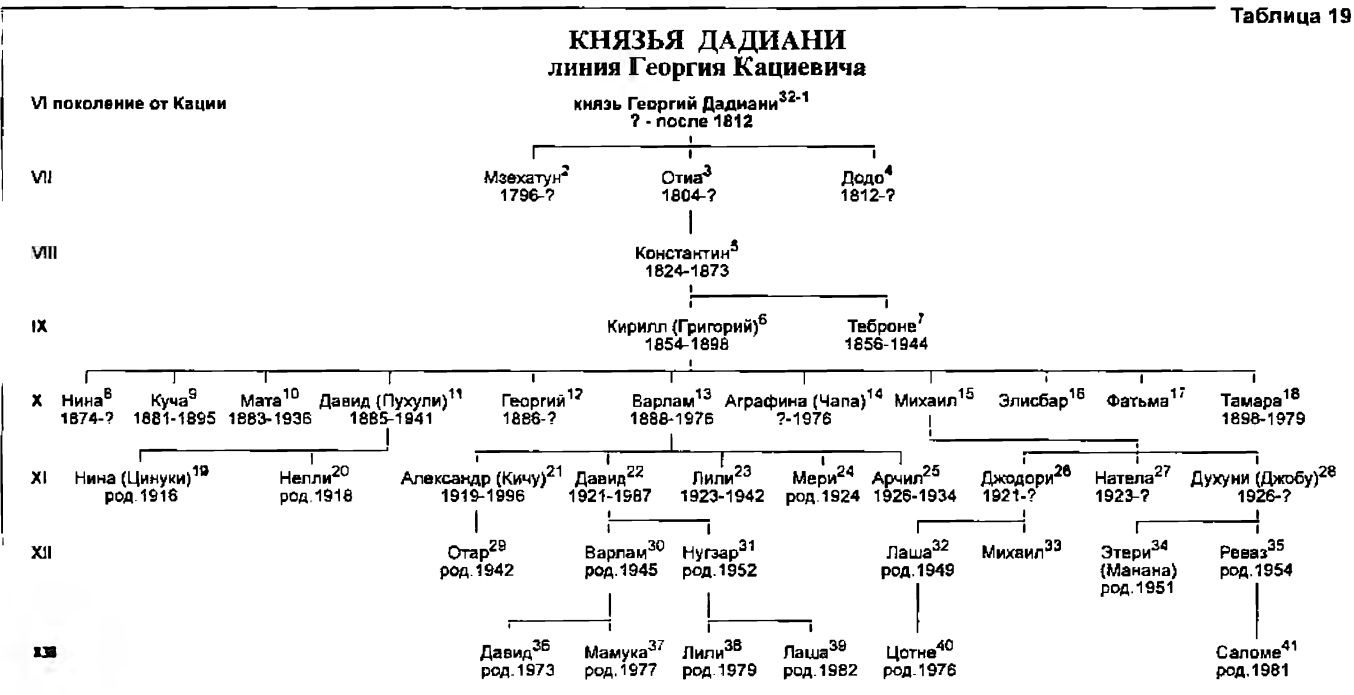 Таблица 19
КНЯЗЬЯ ДАДИАНИ
линия Георгия Кациевича
VI поколение от Кации князь Георгий Дадиани32-1
? - после 1812
VII Мзехатун2 Отиа3 Додо4
1796-? 1804-? 1812-?
VIII Константин5
1824-1873
IX Кирилл (Григорий)6 Теброне7
1854-1898 1856-1944
X Нина8 Куча9 Мата10 Давид (Пухули)11 Георгий12 Варлам13 Аграфина (Чапа)14 Михаил15 Элисбар16 Фатьма17 Тамара18
1874-? 1881-1895 1883-1936 1885-1941 1886-? 1888-1976 ?-1976 1898-1979
XI Нина (Цинуки)19 Нелли20 Александр (Кичу)21 Давид22 Лили23 Мери24 Арчил25 Джодори26 Натела27 Духуни (Джобу)28
род.1916 род.1918 1919-1996 1921-1987 1923-1942 род.1924 1926-1934 1921-? 1923-? 1926-?
XII Отар29 Варлам30 Нугзар31 Лаша32 Михаил33 Этери34 Реваз35
род.1942 род.1945 род.1952 род.1949 (Манана) род.1954
род.1951
Давид36 Мамука37 Лили38 Лаша39 Цотне40 Саломе41
род.1973 род.1977 род.1979 род.1982 род.1976 род.1981